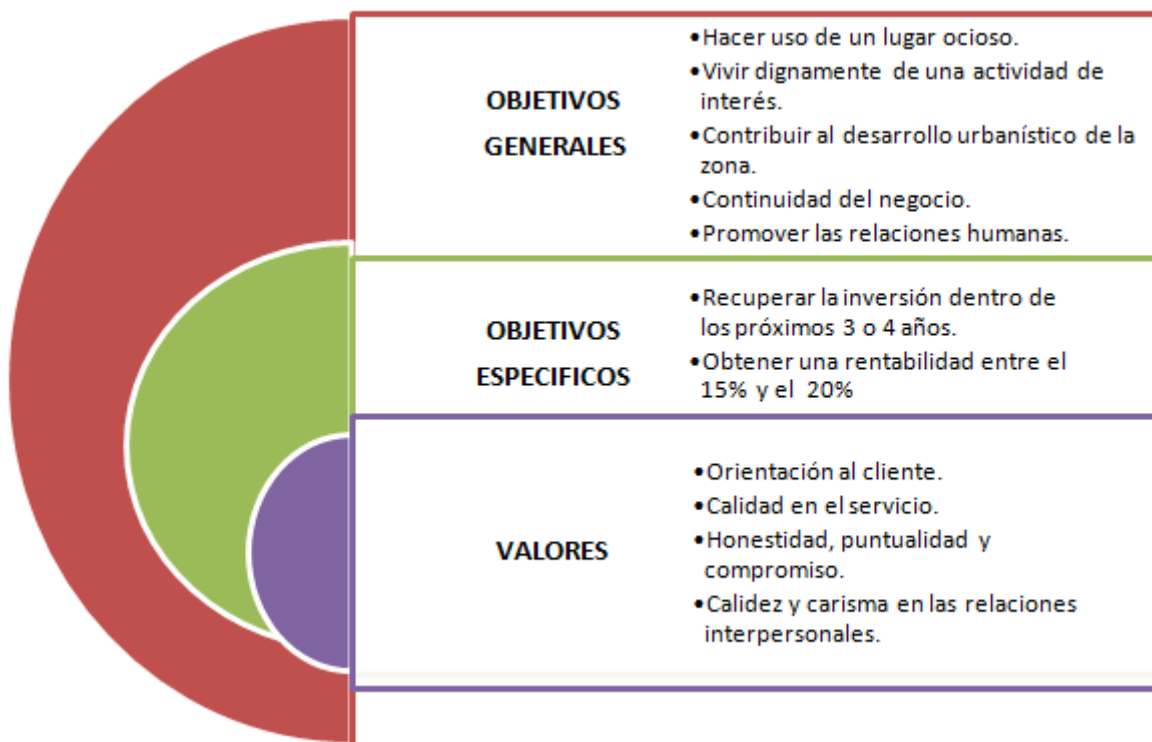 OBJETIVOS
GENERALES
•Hacer uso de un lugar ocioso.
•Vivir dignamente de una actividad de
interés.
•Contribuir al desarrollo urbanístico de la
zona.
•Continuidad del negocio.
•Promover las relaciones humanas.
OBJETIVOS
ESPECIFICOS
•Recuperar la inversión dentro de
los próximos 3 o 4 años.
•Obtener una rentabilidad entre el
15% y el 20%
VALORES
•Orientación al cliente.
•Calidad en el servicio.
•Honestidad, puntualidad y
compromiso.
•Calidez y carisma en las relaciones
interpersonales.